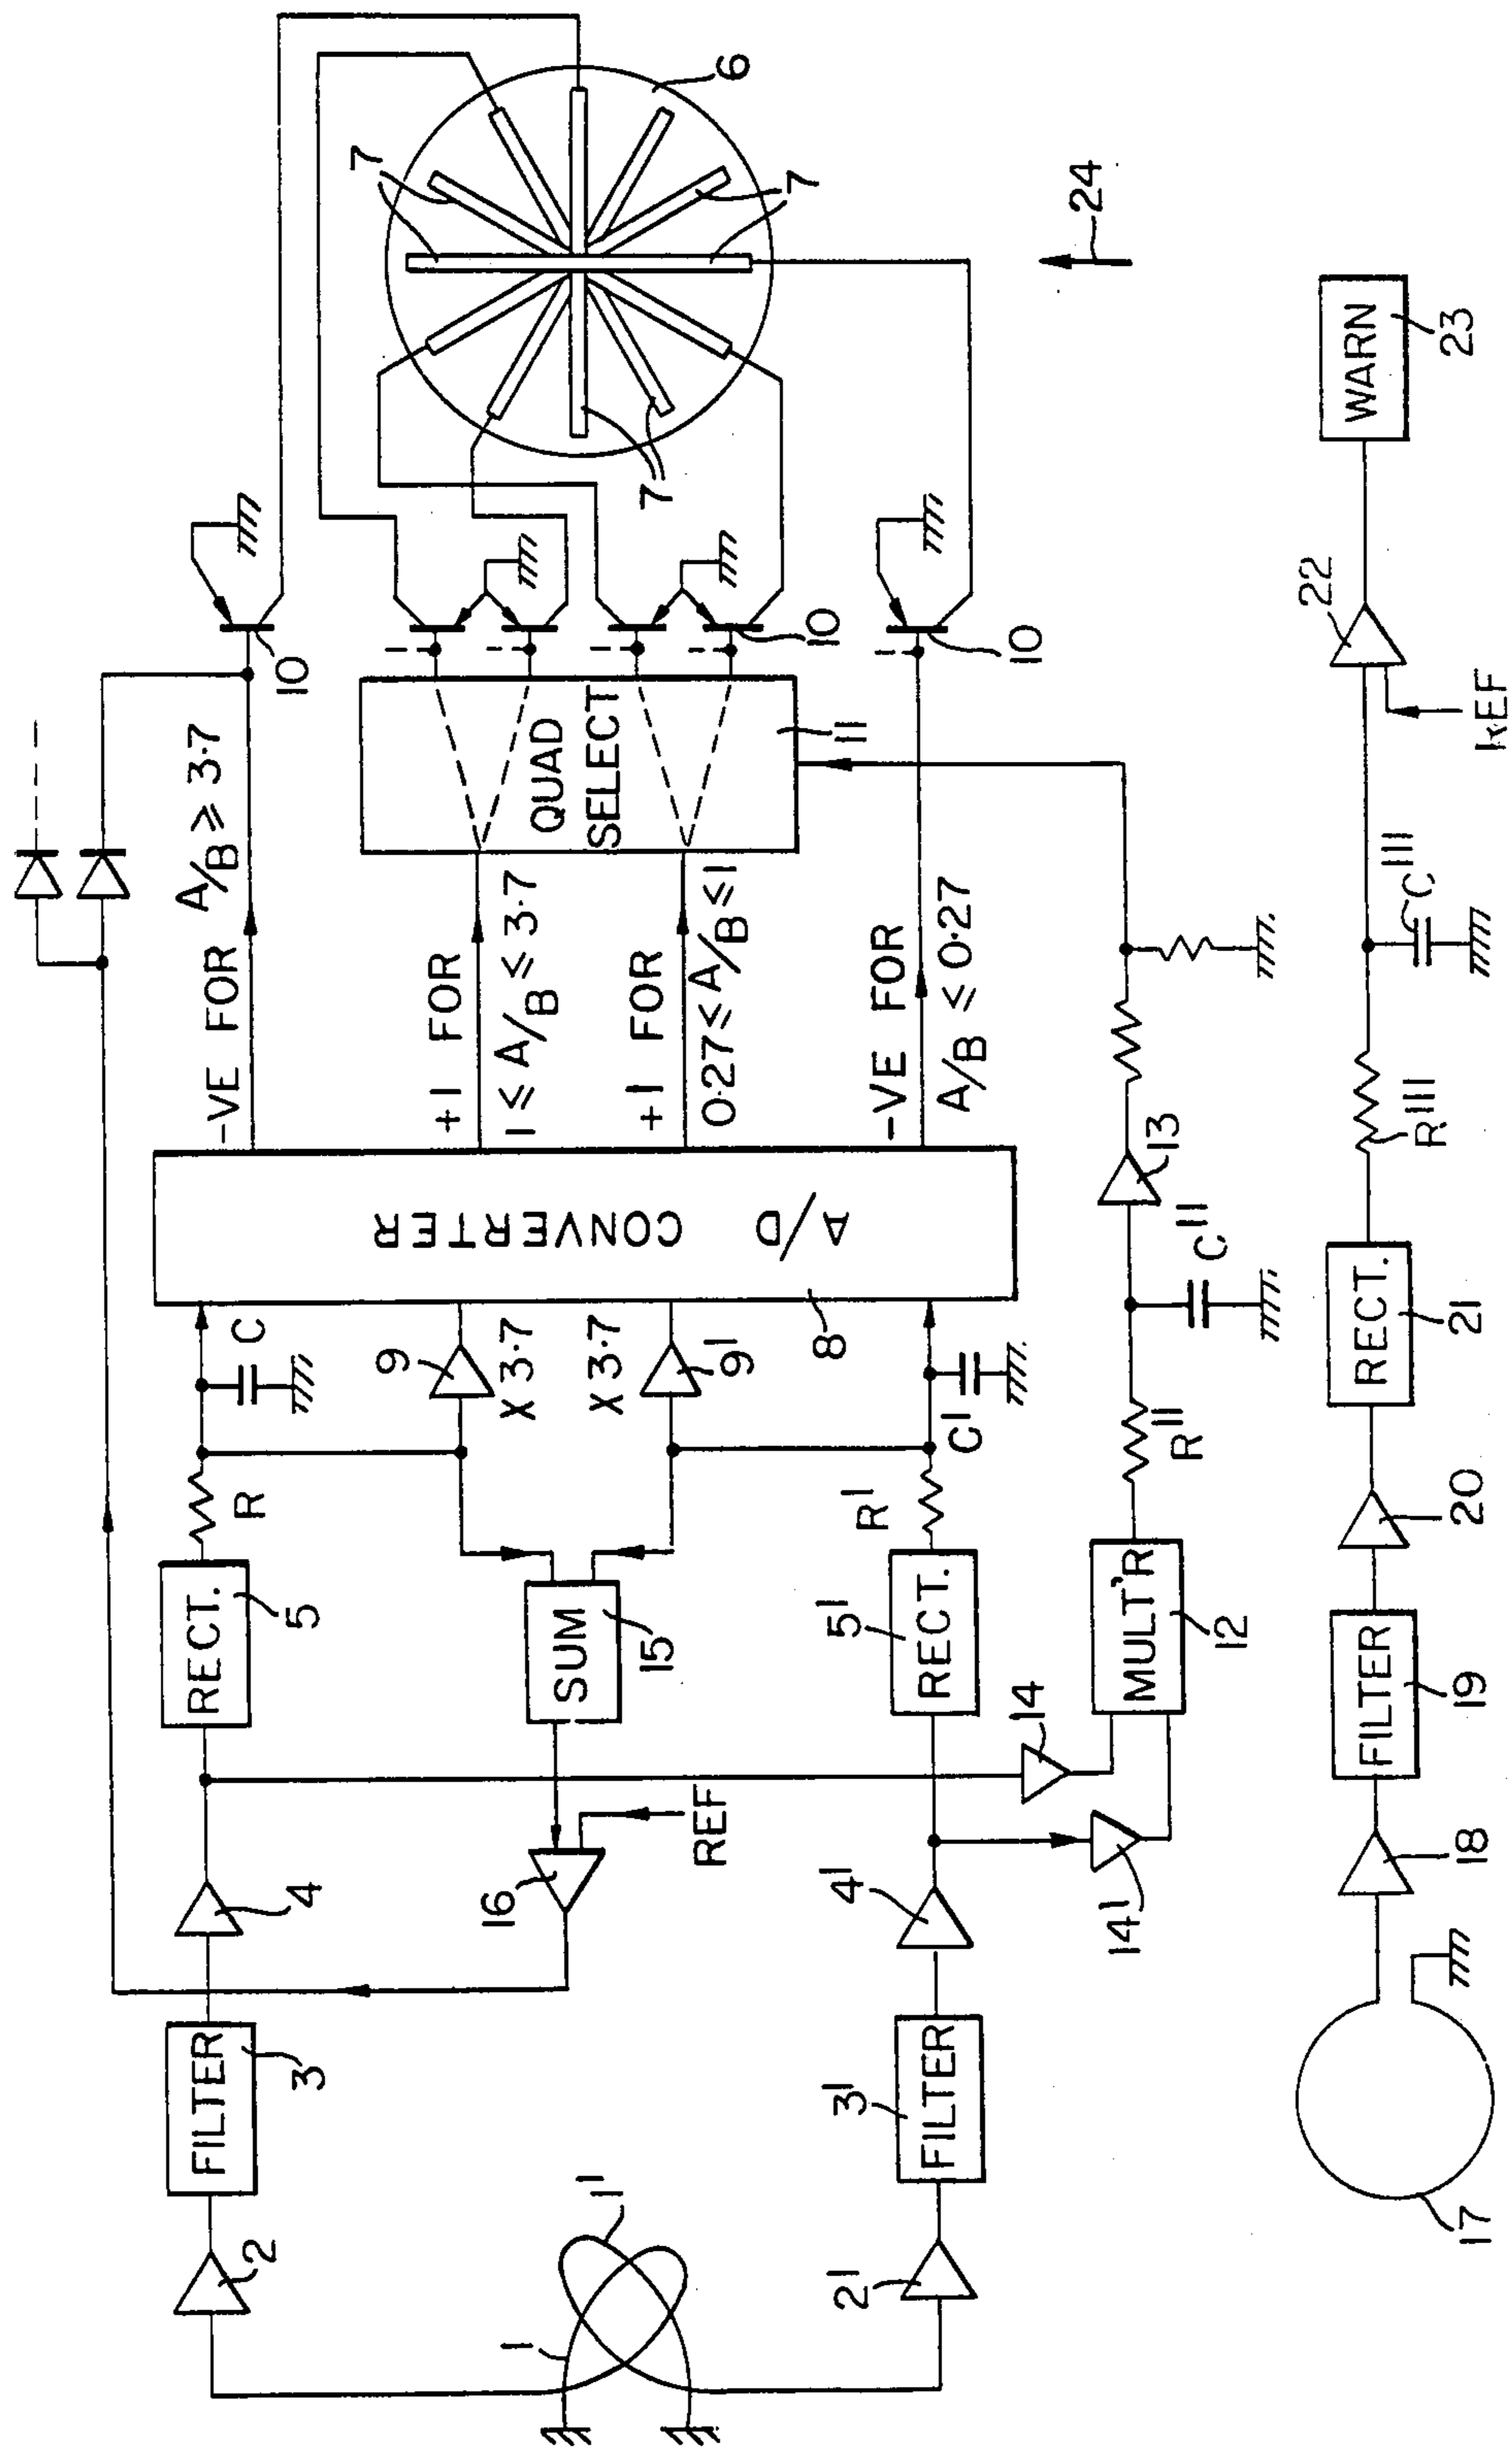 1
1'
2
2'
FILTER
3
FILTER
3'
4
4'
RECT.
5
RECT.
5'
R
R'
C
C'
SUM
15
16
REF
9
X 3·7
X 3·7
9'
8
A/D CONVERTER
-VE FOR
A/B ≥ 3·7
+1 FOR
1 ≤ A/B ≤ 3·7
+1 FOR
0·27 ≤ A/B ≤ 1
-VE FOR
A/B ≤ 0·27
QUAD
SELECT
11
10
10
10
6
7
7
7
7
24
14
14'
MULT'R
12
R''
C''
13
17
18
FILTER
19
20
RECT.
21
R'''
C'''
22
REF
WARN
23